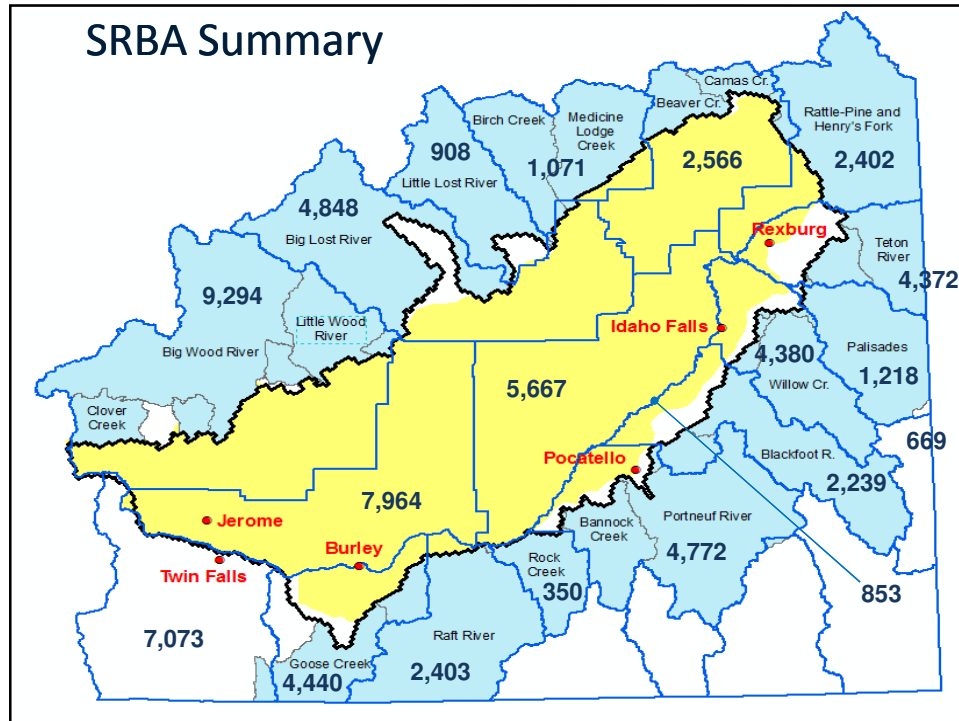 SRBA Summary
Camas Cr.
Beaver Cr.
Rattle-Pine and
Henry's Fork
2,402
Birch Creek
Medicine
Lodge
Creek
1,071
908
Little Lost River
2,566
4,848
Big Lost River
Rexburg
Teton
River
4,372
9,294
Little Wood
River
Big Wood River
Idaho Falls
4,380
Willow Cr.
Palisades
1,218
5,667
Clover
Creek
669
Pocatello
Blackfoot R.
2,239
7,964
Jerome
Bannock
Creek
Portneuf River
4,772
Burley
Twin Falls
Rock
Creek
350
853
7,073
Raft River
2,403
Goose Creek
4,440